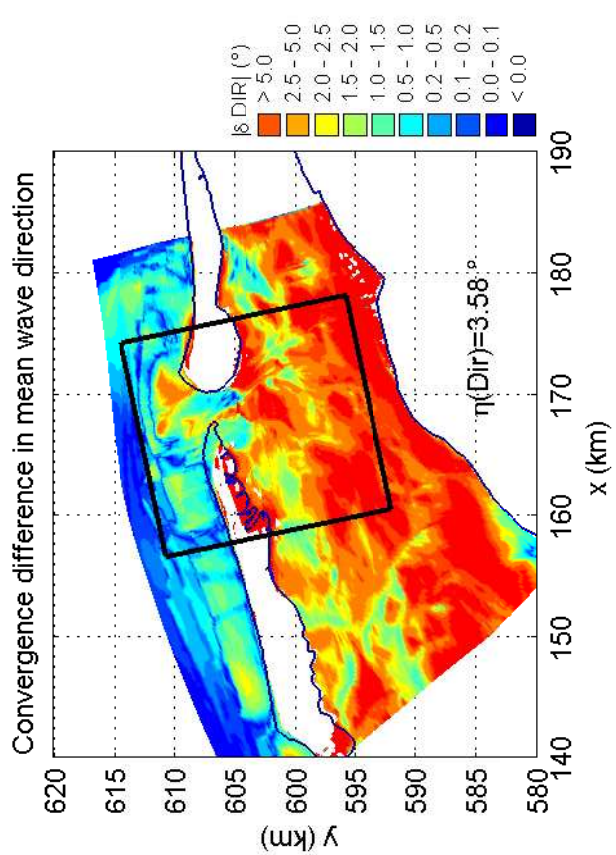 Convergence difference in mean wave direction
620
615
610
605
600
595
590
585
580
y (km)
140
150
160
170
180
190
x (km)
η(Dir)=3.58 º
|δ DIR| (°)
> 5.0
2.5 - 5.0
2.0 - 2.5
1.5 - 2.0
1.0 - 1.5
0.5 - 1.0
0.2 - 0.5
0.1 - 0.2
0.0 - 0.1
< 0.0